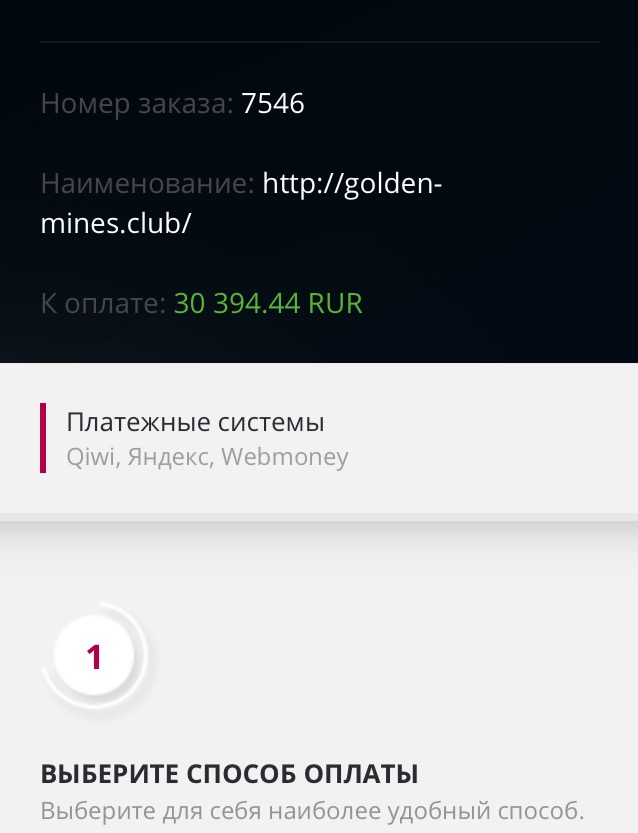 Номер заказа: 7546
Наименование: http://golden-
mines.club/
К оплате: 30 394.44 RUR
Платежные системы
Qiwi, Яндекс, Webmoney
1
ВЫБЕРИТЕ СПОСОБ ОПЛАТЫ
Выберите для себя наиболее удобный способ.